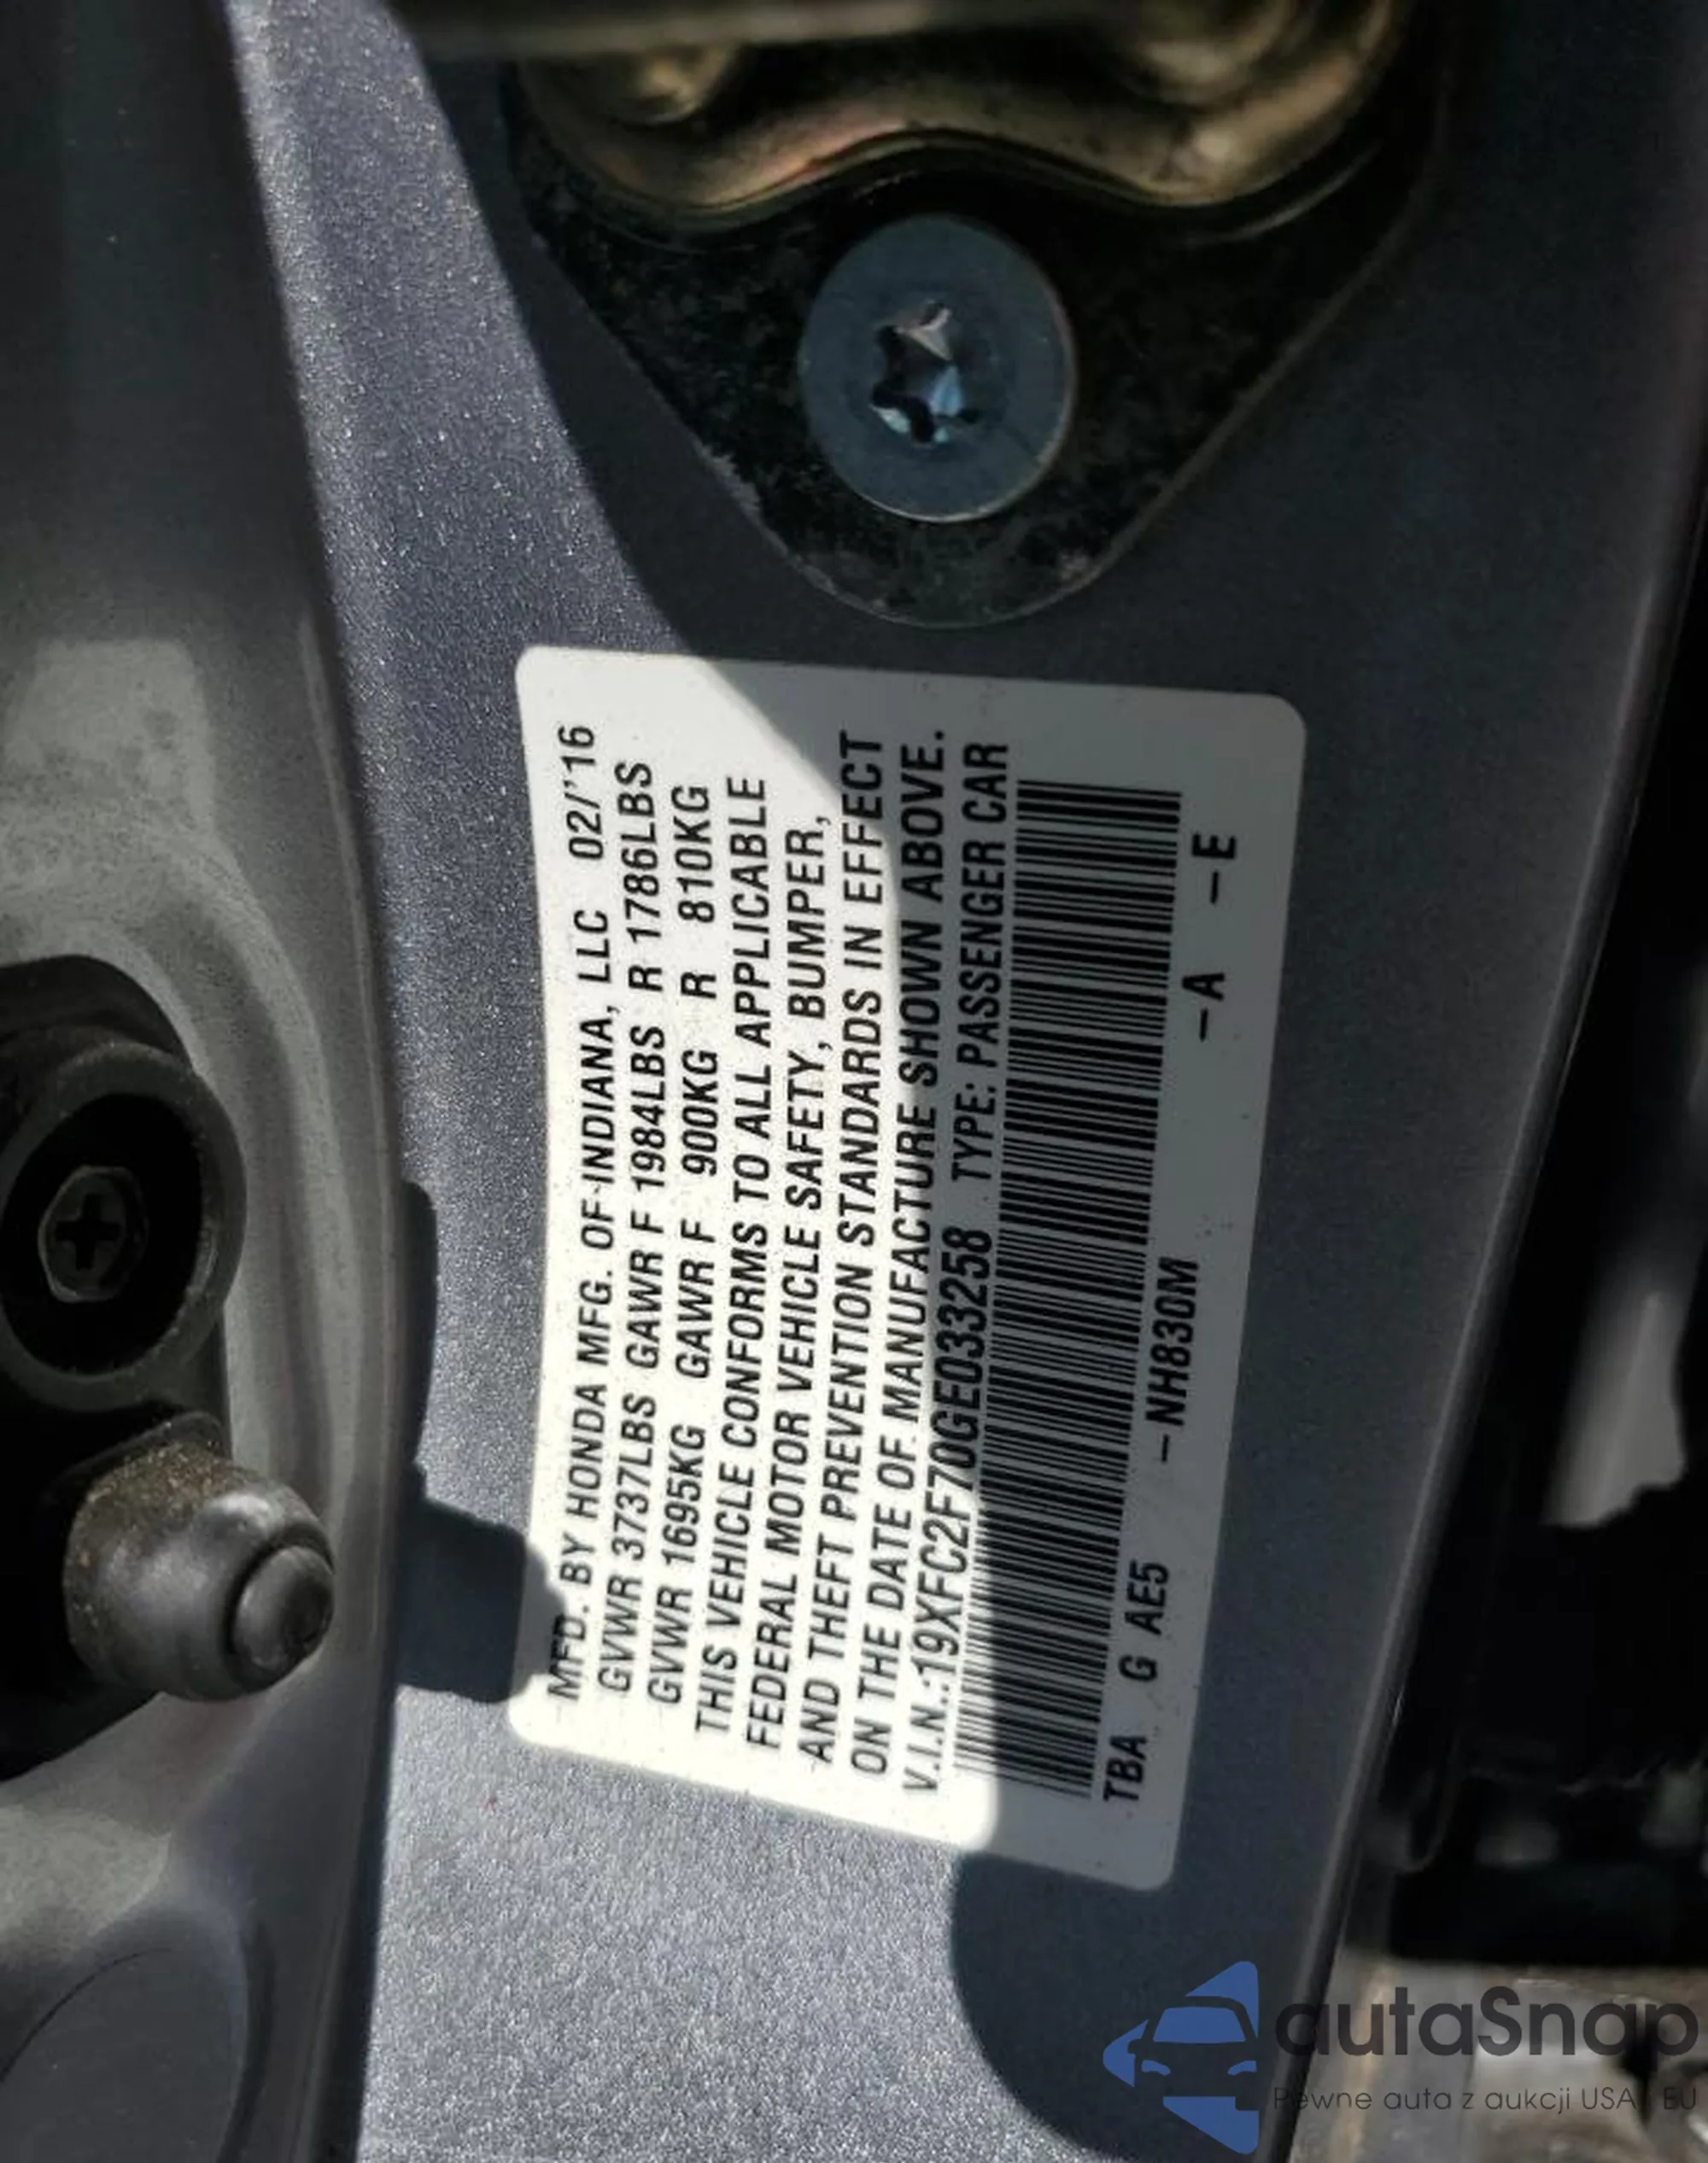 MFD. BY HONDA MFG. OF INDIANA, LLC 02/'16
GVWR 3737LBS GAWR F 1984LBS R 1786LBS
GVWR 1695KG GAWR F 900KG R 810KG
THIS VEHICLE CONFORMS TO ALL APPLICABLE
FEDERAL MOTOR VEHICLE SAFETY, BUMPER,
AND THEFT PREVENTION STANDARDS IN EFFECT
ON THE DATE OF MANUFACTURE SHOWN ABOVE.
V.I.N.:19XFC2F70GE033258 TYPE: PASSENGER CAR
TBA G AE5 –NH830M –A –E
autaSnap
Pewne auta z aukcji USA i EU